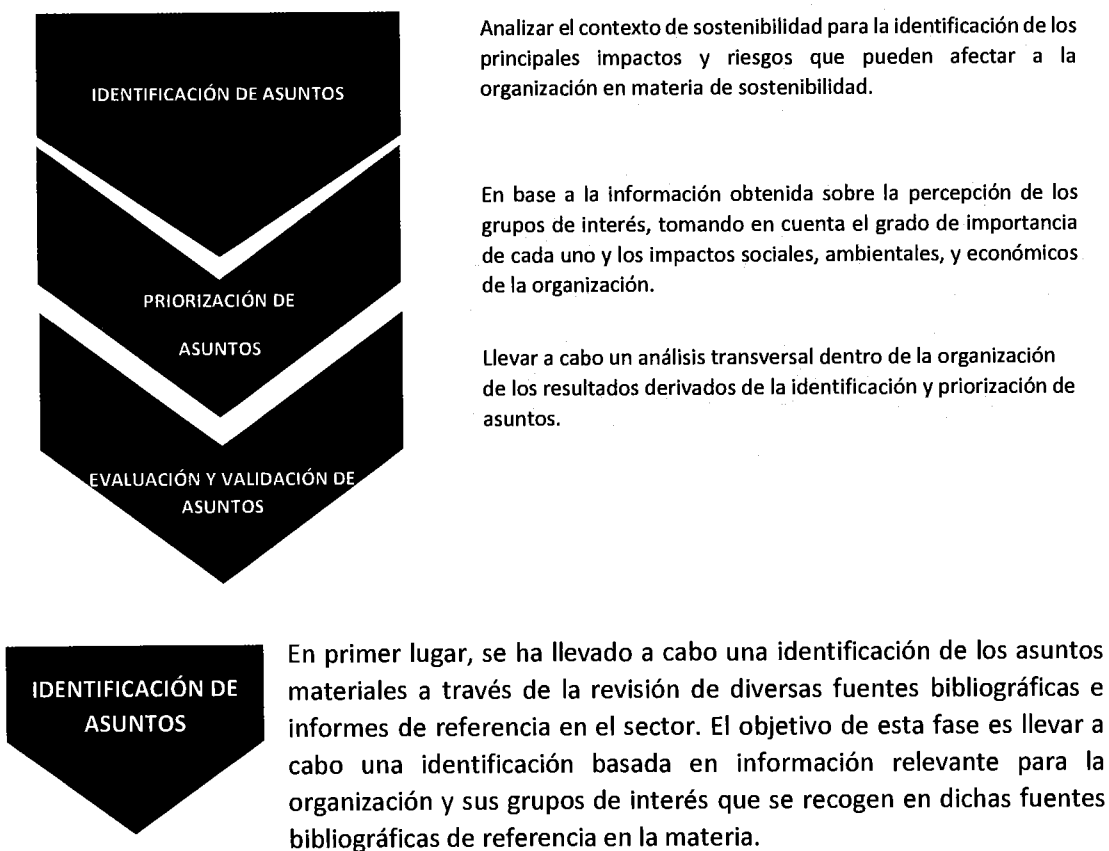 IDENTIFICACIÓN DE ASUNTOS
Analizar el contexto de sostenibilidad para la identificación de los
principales impactos y riesgos que pueden afectar a la
organización en materia de sostenibilidad.
PRIORIZACIÓN DE
ASUNTOS
En base a la información obtenida sobre la percepción de los
grupos de interés, tomando en cuenta el grado de importancia
de cada uno y los impactos sociales, ambientales, y económicos
de la organización.
EVALUACIÓN Y VALIDACIÓN DE
ASUNTOS
Llevar a cabo un análisis transversal dentro de la organización
de los resultados derivados de la identificación y priorización de
asuntos.
IDENTIFICACIÓN DE
ASUNTOS
En primer lugar, se ha llevado a cabo una identificación de los asuntos
materiales a través de la revisión de diversas fuentes bibliográficas e
informes de referencia en el sector. El objetivo de esta fase es llevar a
cabo una identificación basada en información relevante para la
organización y sus grupos de interés que se recogen en dichas fuentes
bibliográficas de referencia en la materia.